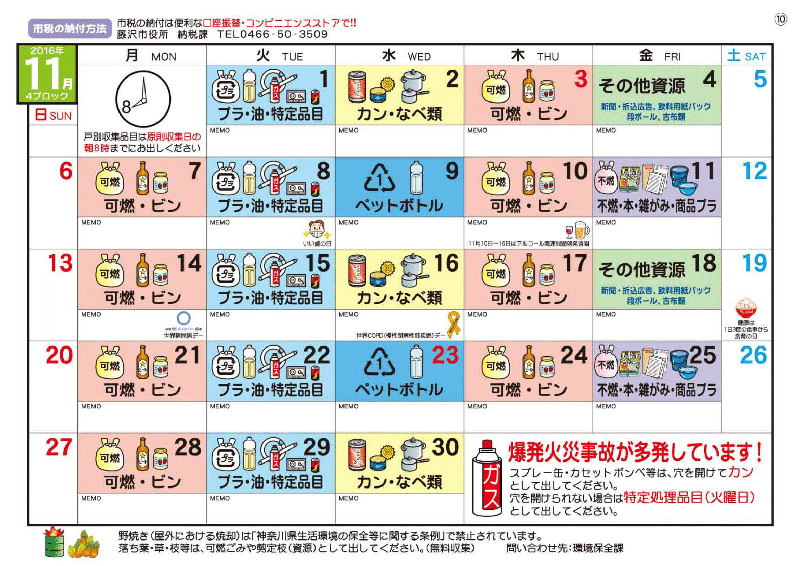 市税の納付方法
市税の納付は便利な口座振替・コンビニエンスストアで!!
藤沢市役所 納税課 TEL0466-50-3509
⑩
2016年
11月
4ブロック
日 SUN
月 MON
火 TUE
水 WED
木 THU
金 FRI
土 SAT
8
戸別収集品目は原則収集日の
朝8時までにお出しください
1
プラ・油・特定品目
MEMO
2
カン・なべ類
MEMO
3
可燃
可燃・ビン
MEMO
4
その他資源
新聞・折込広告、飲料用紙パック
段ボール、古布類
MEMO
5
6
7
可燃
可燃・ビン
MEMO
8
プラ
ガス
プラ・油・特定品目
MEMO
いい歯の日
9
1
ペットボトル
MEMO
10
可燃
可燃・ビン
MEMO
11月10日~16日はアルコール関連問題啓発週間
11
不燃
不燃・本・雑がみ・商品プラ
MEMO
12
13
14
可燃
可燃・ビン
MEMO
world diabetes day
世界糖尿病デー
15
プラ
ガス
プラ・油・特定品目
MEMO
16
カン・なべ類
MEMO
世界COPD(慢性閉塞性肺疾患)デー
17
可燃
可燃・ビン
MEMO
18
その他資源
新聞・折込広告、飲料用紙パック
段ボール、古布類
MEMO
19
健康は
1日3回の食事から
食育の日
20
21
可燃
可燃・ビン
MEMO
22
プラ
ガス
プラ・油・特定品目
MEMO
23
1
ペットボトル
MEMO
24
可燃
可燃・ビン
MEMO
25
不燃
不燃・本・雑がみ・商品プラ
MEMO
26
27
28
可燃
可燃・ビン
MEMO
29
プラ
ガス
プラ・油・特定品目
MEMO
30
カン・なべ類
MEMO
ガス
爆発火災事故が多発しています!
スプレー缶・カセットボンベ等は、穴を開けてカン
として出してください。
穴を開けられない場合は特定処理品目(火曜日)
として出してください。
野焼き(屋外における焼却)は「神奈川県生活環境の保全等に関する条例」で禁止されています。
落ち葉・草・枝等は、可燃ごみや剪定枝(資源)として出してください。(無料収集) 問い合わせ先:環境保全課